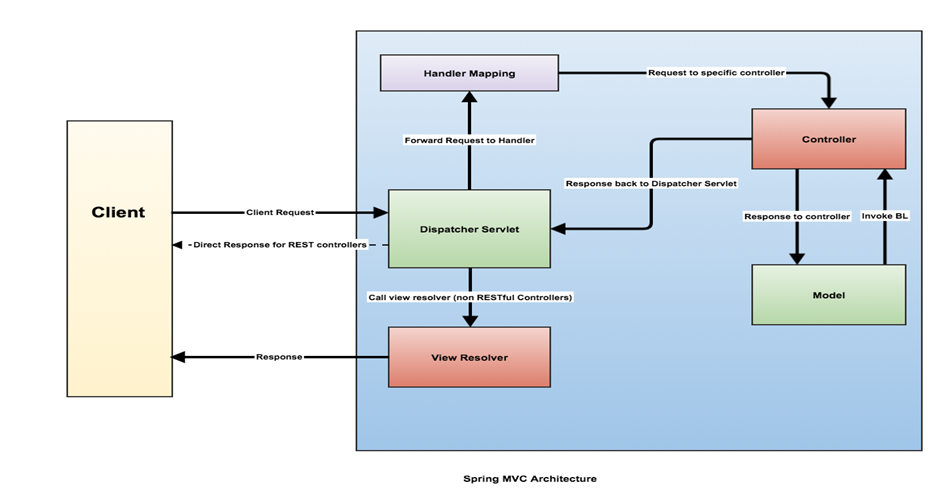 Handler Mapping
Request to specific controller
Forward Request to Handler
Controller
Response back to Dispatcher Servlet
Client
Client Request
Dispatcher Servlet
Response to controller
Invoke BL
Direct Response for REST controllers
Call view resolver (non RESTful Controllers)
Model
Response
View Resolver
Spring MVC Architecture